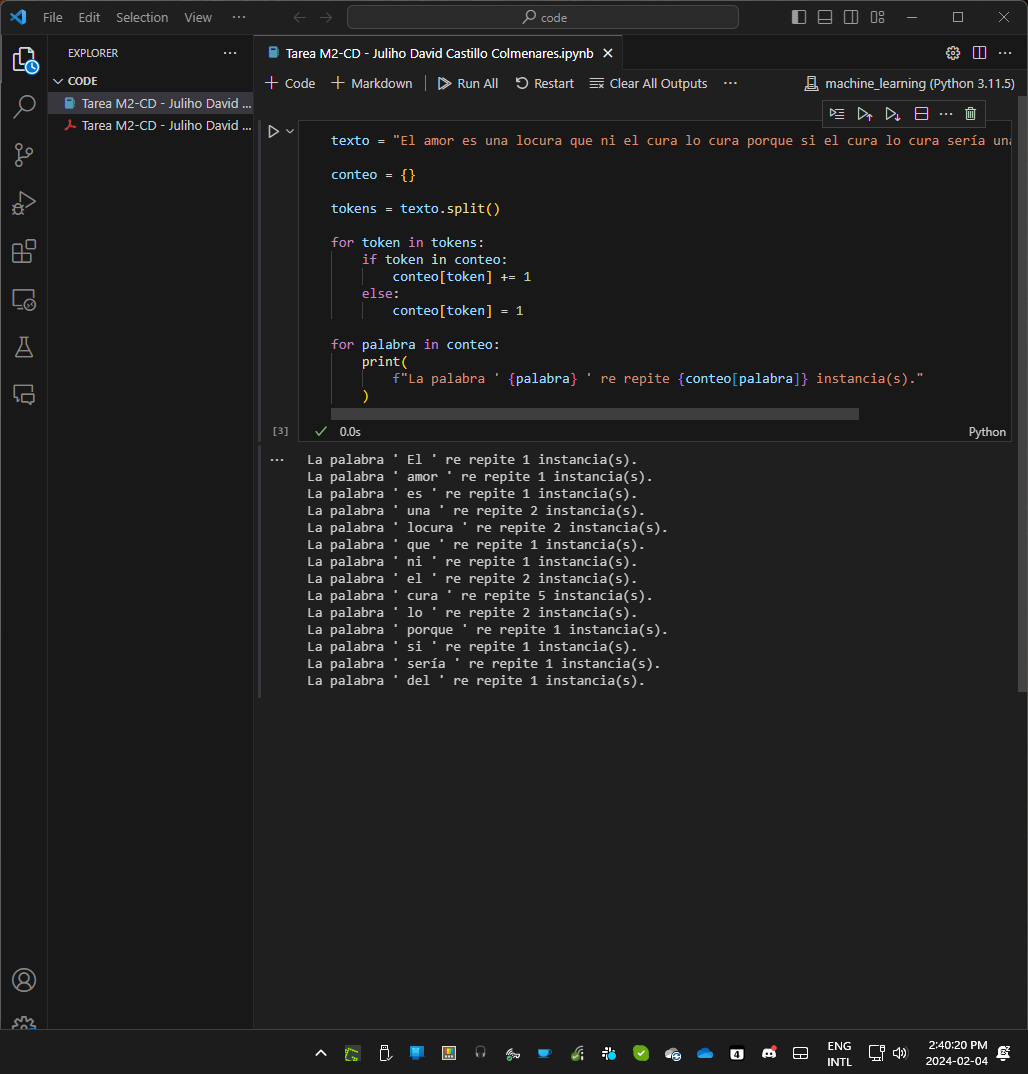 File Edit Selection View ··· code
EXPLORER ···
CODE
Tarea M2-CD - Juliho David ...
Tarea M2-CD - Juliho David ...
Tarea M2-CD - Juliho David Castillo Colmenares.ipynb
Code Markdown Run All Restart Clear All Outputs ··· machine_learning (Python 3.11.5)
texto = "El amor es una locura que ni el cura lo cura porque si el cura lo cura sería una
conteo = {}
tokens = texto.split()
for token in tokens:
if token in conteo:
conteo[token] += 1
else:
conteo[token] = 1
for palabra in conteo:
print(
f"La palabra ' {palabra} ' re repite {conteo[palabra]} instancia(s)."
)
[3] 0.0s Python
La palabra ' El ' re repite 1 instancia(s).
La palabra ' amor ' re repite 1 instancia(s).
La palabra ' es ' re repite 1 instancia(s).
La palabra ' una ' re repite 2 instancia(s).
La palabra ' locura ' re repite 2 instancia(s).
La palabra ' que ' re repite 1 instancia(s).
La palabra ' ni ' re repite 1 instancia(s).
La palabra ' el ' re repite 2 instancia(s).
La palabra ' cura ' re repite 5 instancia(s).
La palabra ' lo ' re repite 2 instancia(s).
La palabra ' porque ' re repite 1 instancia(s).
La palabra ' si ' re repite 1 instancia(s).
La palabra ' sería ' re repite 1 instancia(s).
La palabra ' del ' re repite 1 instancia(s).
4
ENG
INTL
2:40:20 PM
2024-02-04